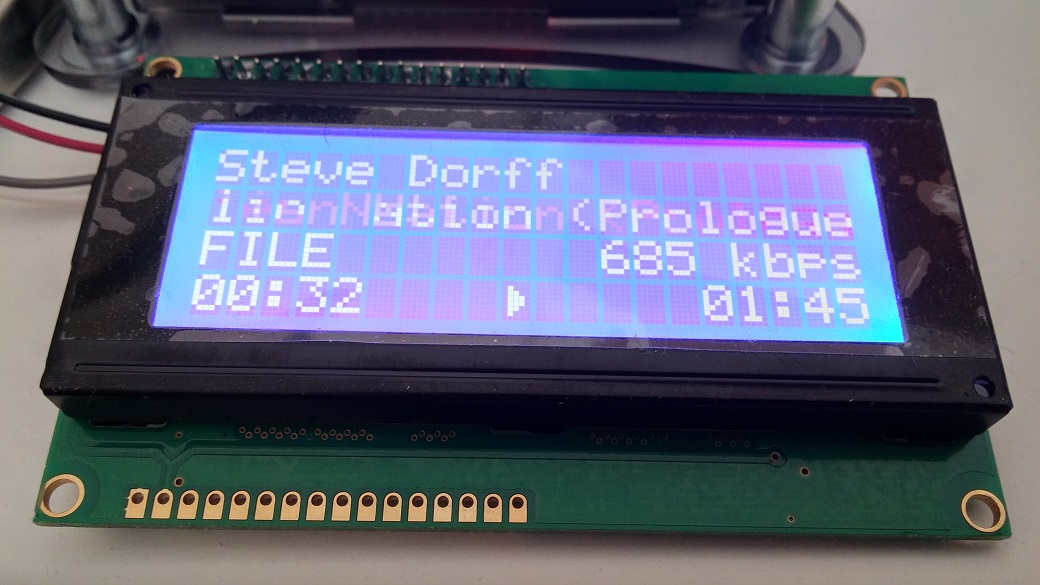 Steve Dorff
(Prologue
FILE 685 kbps
00:32 01:45